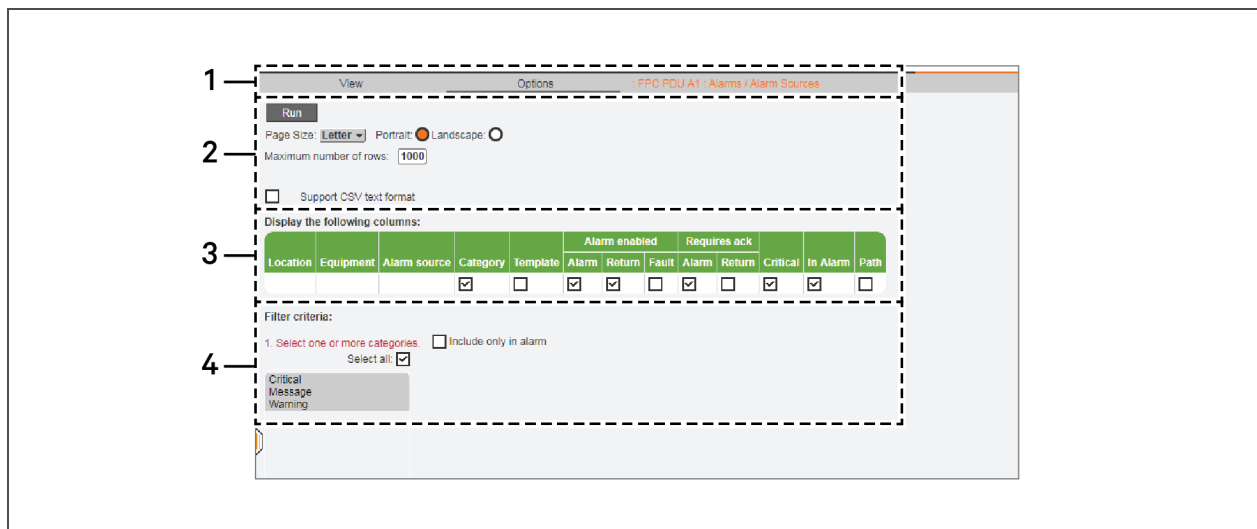 1
View Options : FPC PDU A1 : Alarms / Alarm Sources
2
Run
Page Size: Letter Portrait: Landscape:
Maximum number of rows: 1000
Support CSV text format
3
Display the following columns:
Alarm enabled Requires ack
Location Equipment Alarm source Category Template Alarm Return Fault Alarm Return Critical In Alarm Path
4
Filter criteria:
1. Select one or more categories. Include only in alarm
Select all:
Critical
Message
Warning